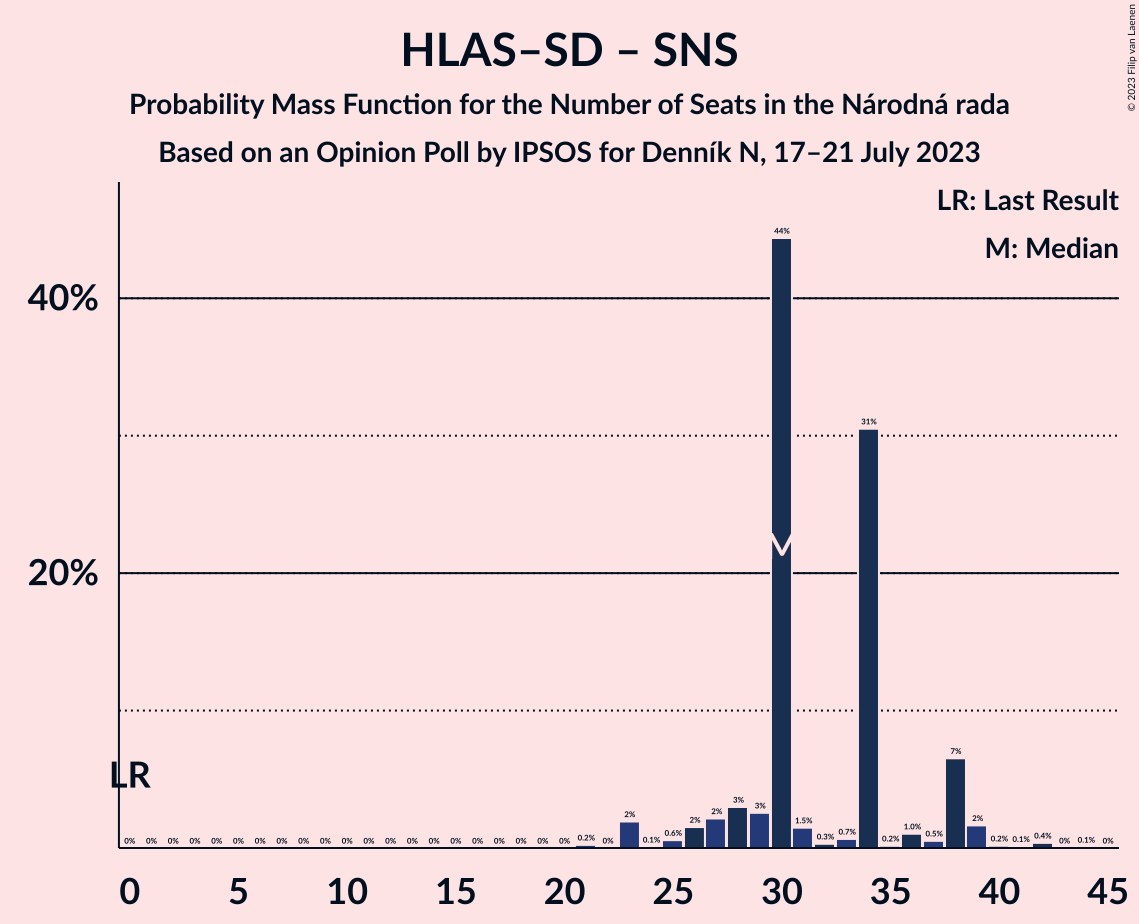 HLAS–SD – SNS
Probability Mass Function for the Number of Seats in the Národná rada
Based on an Opinion Poll by IPSOS for Denník N, 17–21 July 2023
© 2023 Filip van Laenen
LR: Last Result
M: Median
40%
20%
LR
0% 0% 0% 0% 0% 0% 0% 0% 0% 0% 0% 0% 0% 0% 0% 0% 0% 0% 0% 0% 0% 0.2% 0% 2% 0.1% 0.6% 2% 2% 3% 3% 44% 1.5% 0.3% 0.7% 31% 0.2% 1.0% 0.5% 7% 2% 0.2% 0.1% 0.4% 0% 0.1% 0%
0 5 10 15 20 25 30 35 40 45